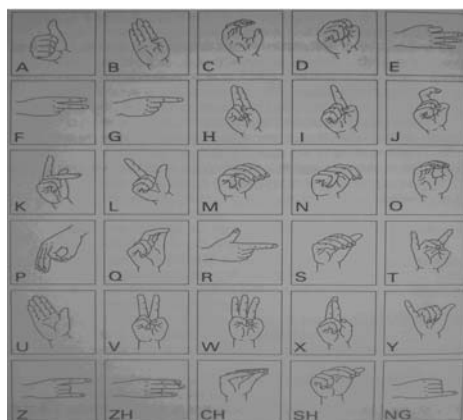 A B C D E
F G H I J
K L M N O
P Q R S T
U V W X Y
Z ZH CH SH NG